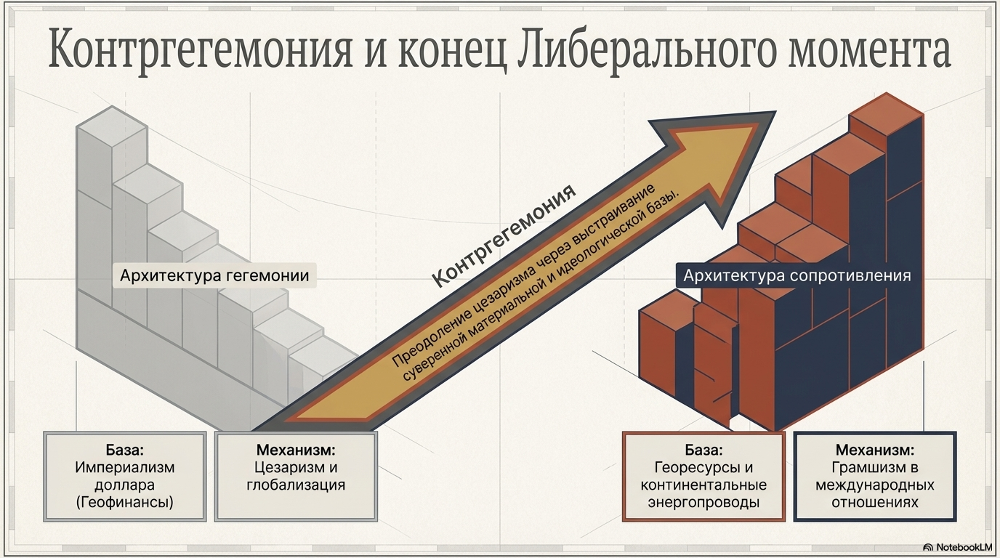 Контргегемония и конец Либерального момента
Архитектура гегемонии
Контргегемония
Преодоление цезаризма через выстраивание
суверенной материальной и идеологической базы.
Архитектура сопротивления
База:
Империализм
доллара
(Геофинансы)
Механизм:
Цезаризм и
глобализация
База:
Георесурсы и
континентальные
энергопроводы
Механизм:
Грамшизм в
международных
отношениях
NotebookLM